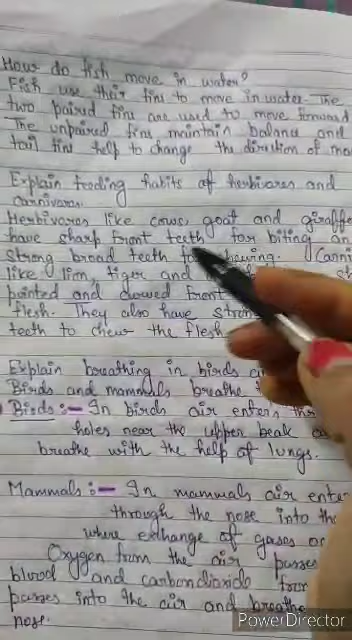 How do fish move in water?
Fish use their fins to move in water. The
two paired fins are used to move forward
The unpaired fins maintain balance and
tail fins help to change the direction of
Explain feeding habits of herbivores and
carnivores.
Herbivores like cows, goat and giraffe
have sharp front teeth for biting an
strong broad teeth for chewing.
like lion, tiger and
pointed and curved front
flesh. They also have
teeth to chew the flesh.
Explain breathing in birds
Birds and mammals breathe
Birds :- In birds air enters
holes near the upper beak
breathe with the help of lungs.
Mammals :- In mammals air
through the nose into the
where exchange of gases
Oxygen from the air passes
blood and carbondioxide
passes into the air and breathe
nose.
PowerDirector